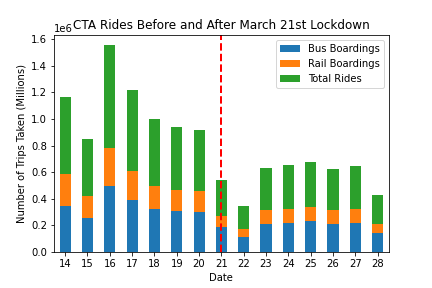 CTA Rides Before and After March 21st Lockdown
1e6
Bus Boardings
Rail Boardings
Total Rides
Number of Trips Taken (Millions)
1.6
1.4
1.2
1.0
0.8
0.6
0.4
0.2
0.0
14 15 16 17 18 19 20 21 22 23 24 25 26 27 28
Date